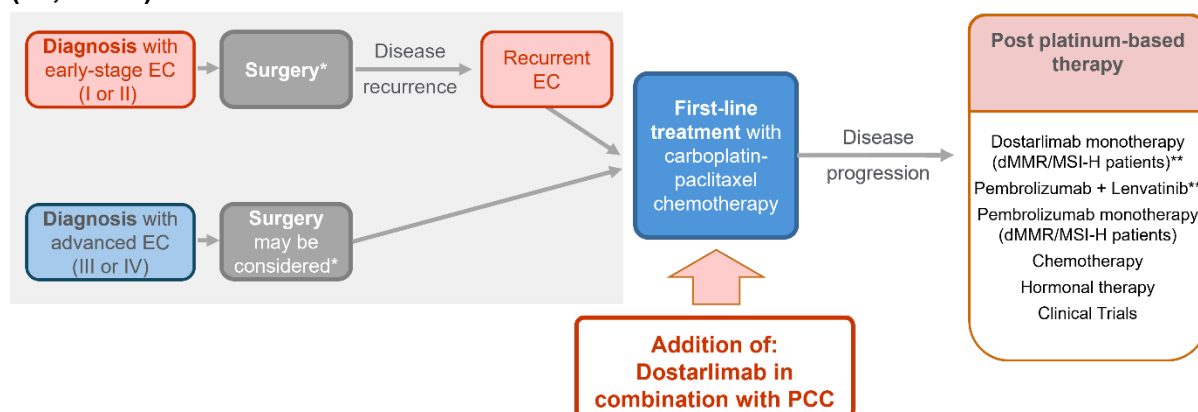 Diagnosis with
early-stage EC
(I or II)
Surgery*
Disease
recurrence
Recurrent
EC
Diagnosis with
advanced EC
(III or IV)
Surgery
may be
considered*
First-line
treatment with
carboplatin-
paclitaxel
chemotherapy
Disease
progression
Addition of:
Dostarlimab in
combination with PCC
Post platinum-based
therapy
Dostarlimab monotherapy
(dMMR/MSI-H patients)**
Pembrolizumab + Lenvatinib**
Pembrolizumab monotherapy
(dMMR/MSI-H patients)
Chemotherapy
Hormonal therapy
Clinical Trials